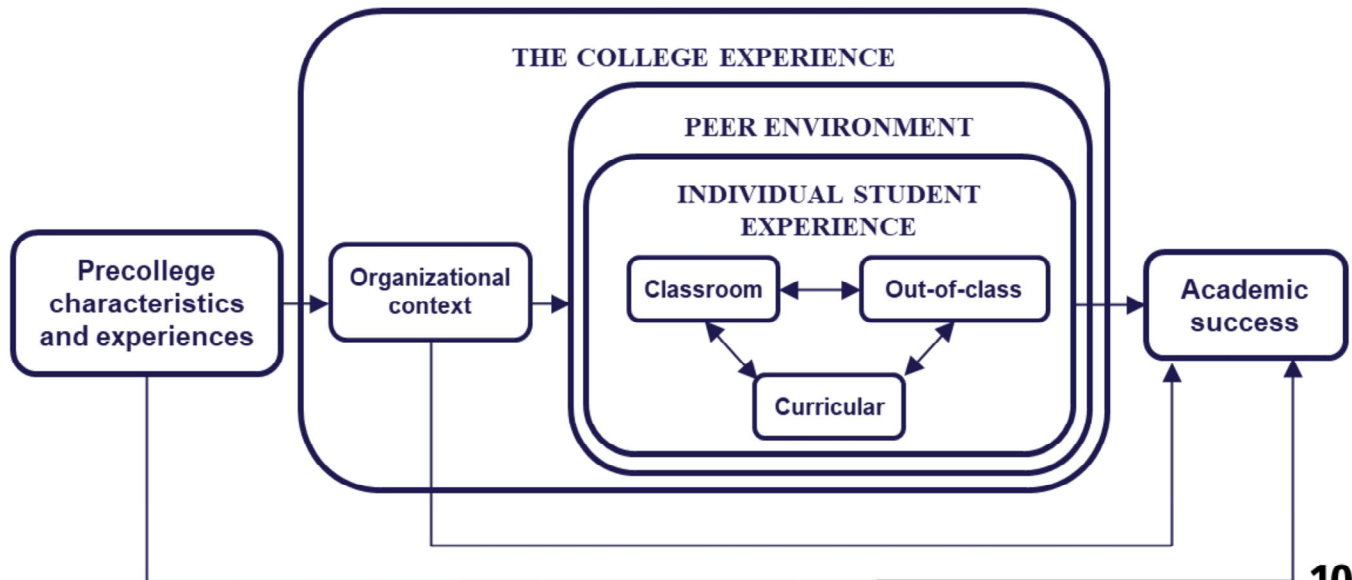 THE COLLEGE EXPERIENCE
PEER ENVIRONMENT
INDIVIDUAL STUDENT
EXPERIENCE
Precollege
characteristics
and experiences
Organizational
context
Classroom
Out-of-class
Curricular
Academic
success
10